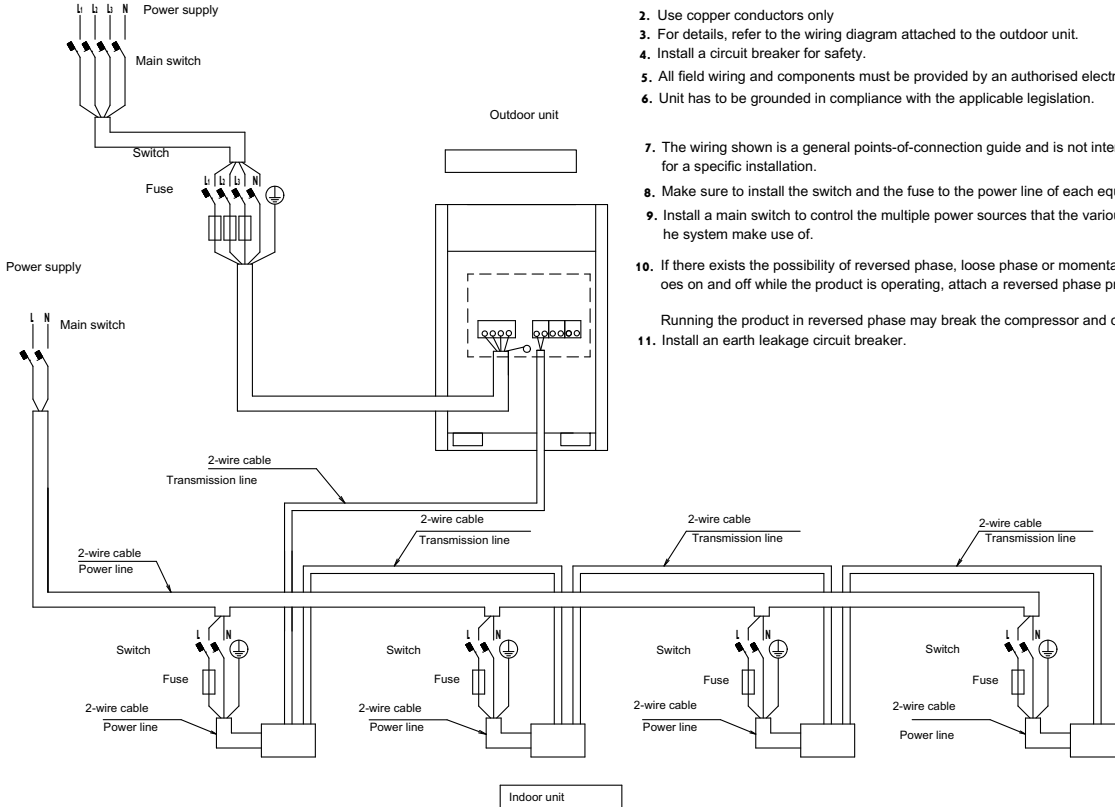 L₁ L₂ L₃ N Power supply
Main switch
Switch
Fuse
L₁ L₂ L₃ N
Power supply
L N Main switch
Outdoor unit
2. Use copper conductors only
3. For details, refer to the wiring diagram attached to the outdoor unit.
4. Install a circuit breaker for safety.
5. All field wiring and components must be provided by an authorised electr
6. Unit has to be grounded in compliance with the applicable legislation.
7. The wiring shown is a general points-of-connection guide and is not inte
for a specific installation.
8. Make sure to install the switch and the fuse to the power line of each eq
9. Install a main switch to control the multiple power sources that the variou
he system make use of.
10. If there exists the possibility of reversed phase, loose phase or momenta
oes on and off while the product is operating, attach a reversed phase p
Running the product in reversed phase may break the compressor and o
11. Install an earth leakage circuit breaker.
2-wire cable
Transmission line
2-wire cable
Transmission line
2-wire cable
Transmission line
2-wire cable
Transmission line
2-wire cable
Power line
L N
Switch
Fuse
2-wire cable
Power line
L N
Switch
Fuse
2-wire cable
Power line
L N
Switch
Fuse
2-wire cable
Power line
L N
Switch
Fuse
2-wire cable
Power line
Indoor unit